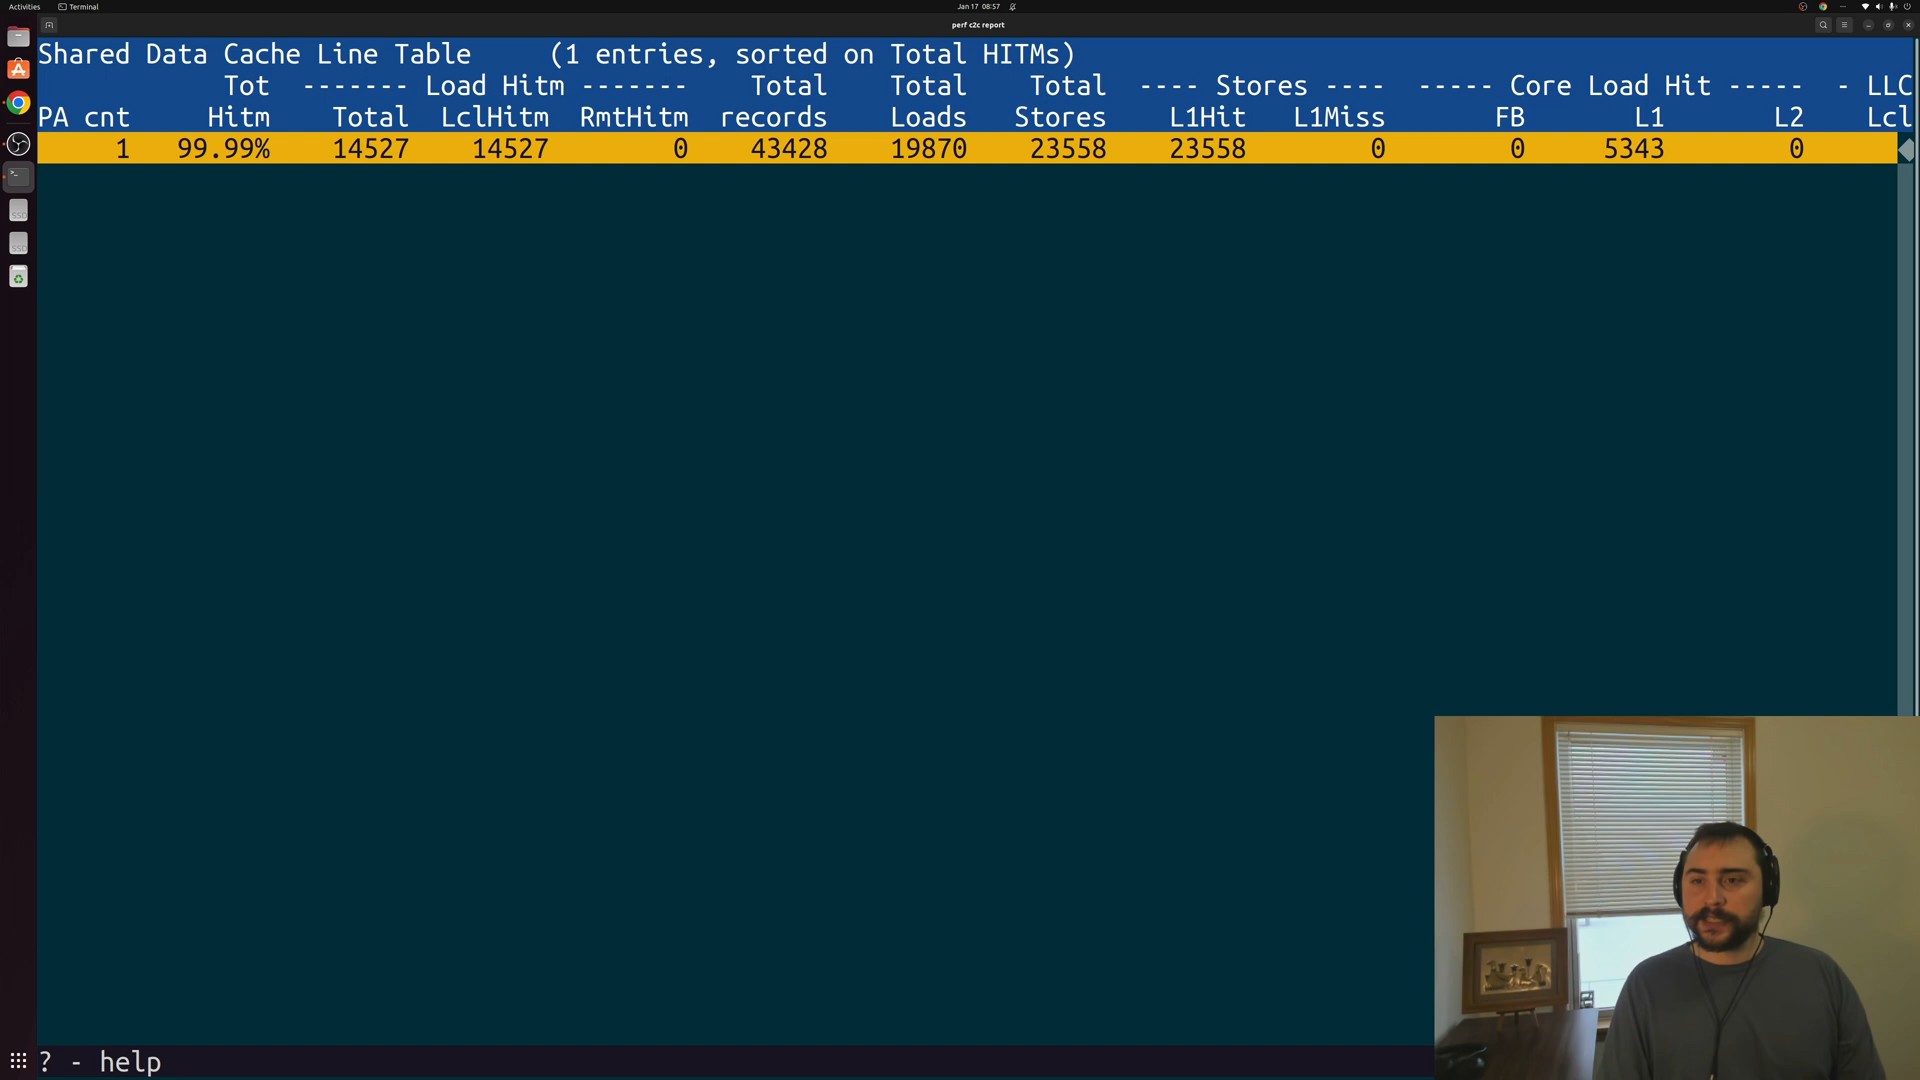 Activities Terminal Jan 17 08:57
perf c2c report
Shared Data Cache Line Table (1 entries, sorted on Total HITMs)
Tot ------- Load Hitm ------- Total Total Total ---- Stores ---- ----- Core Load Hit ----- - LLC
PA cnt Hitm Total LclHitm RmtHitm records Loads Stores L1Hit L1Miss FB L1 L2 Lcl
1 99.99% 14527 14527 0 43428 19870 23558 23558 0 0 5343 0
SSD
SSD
? - help